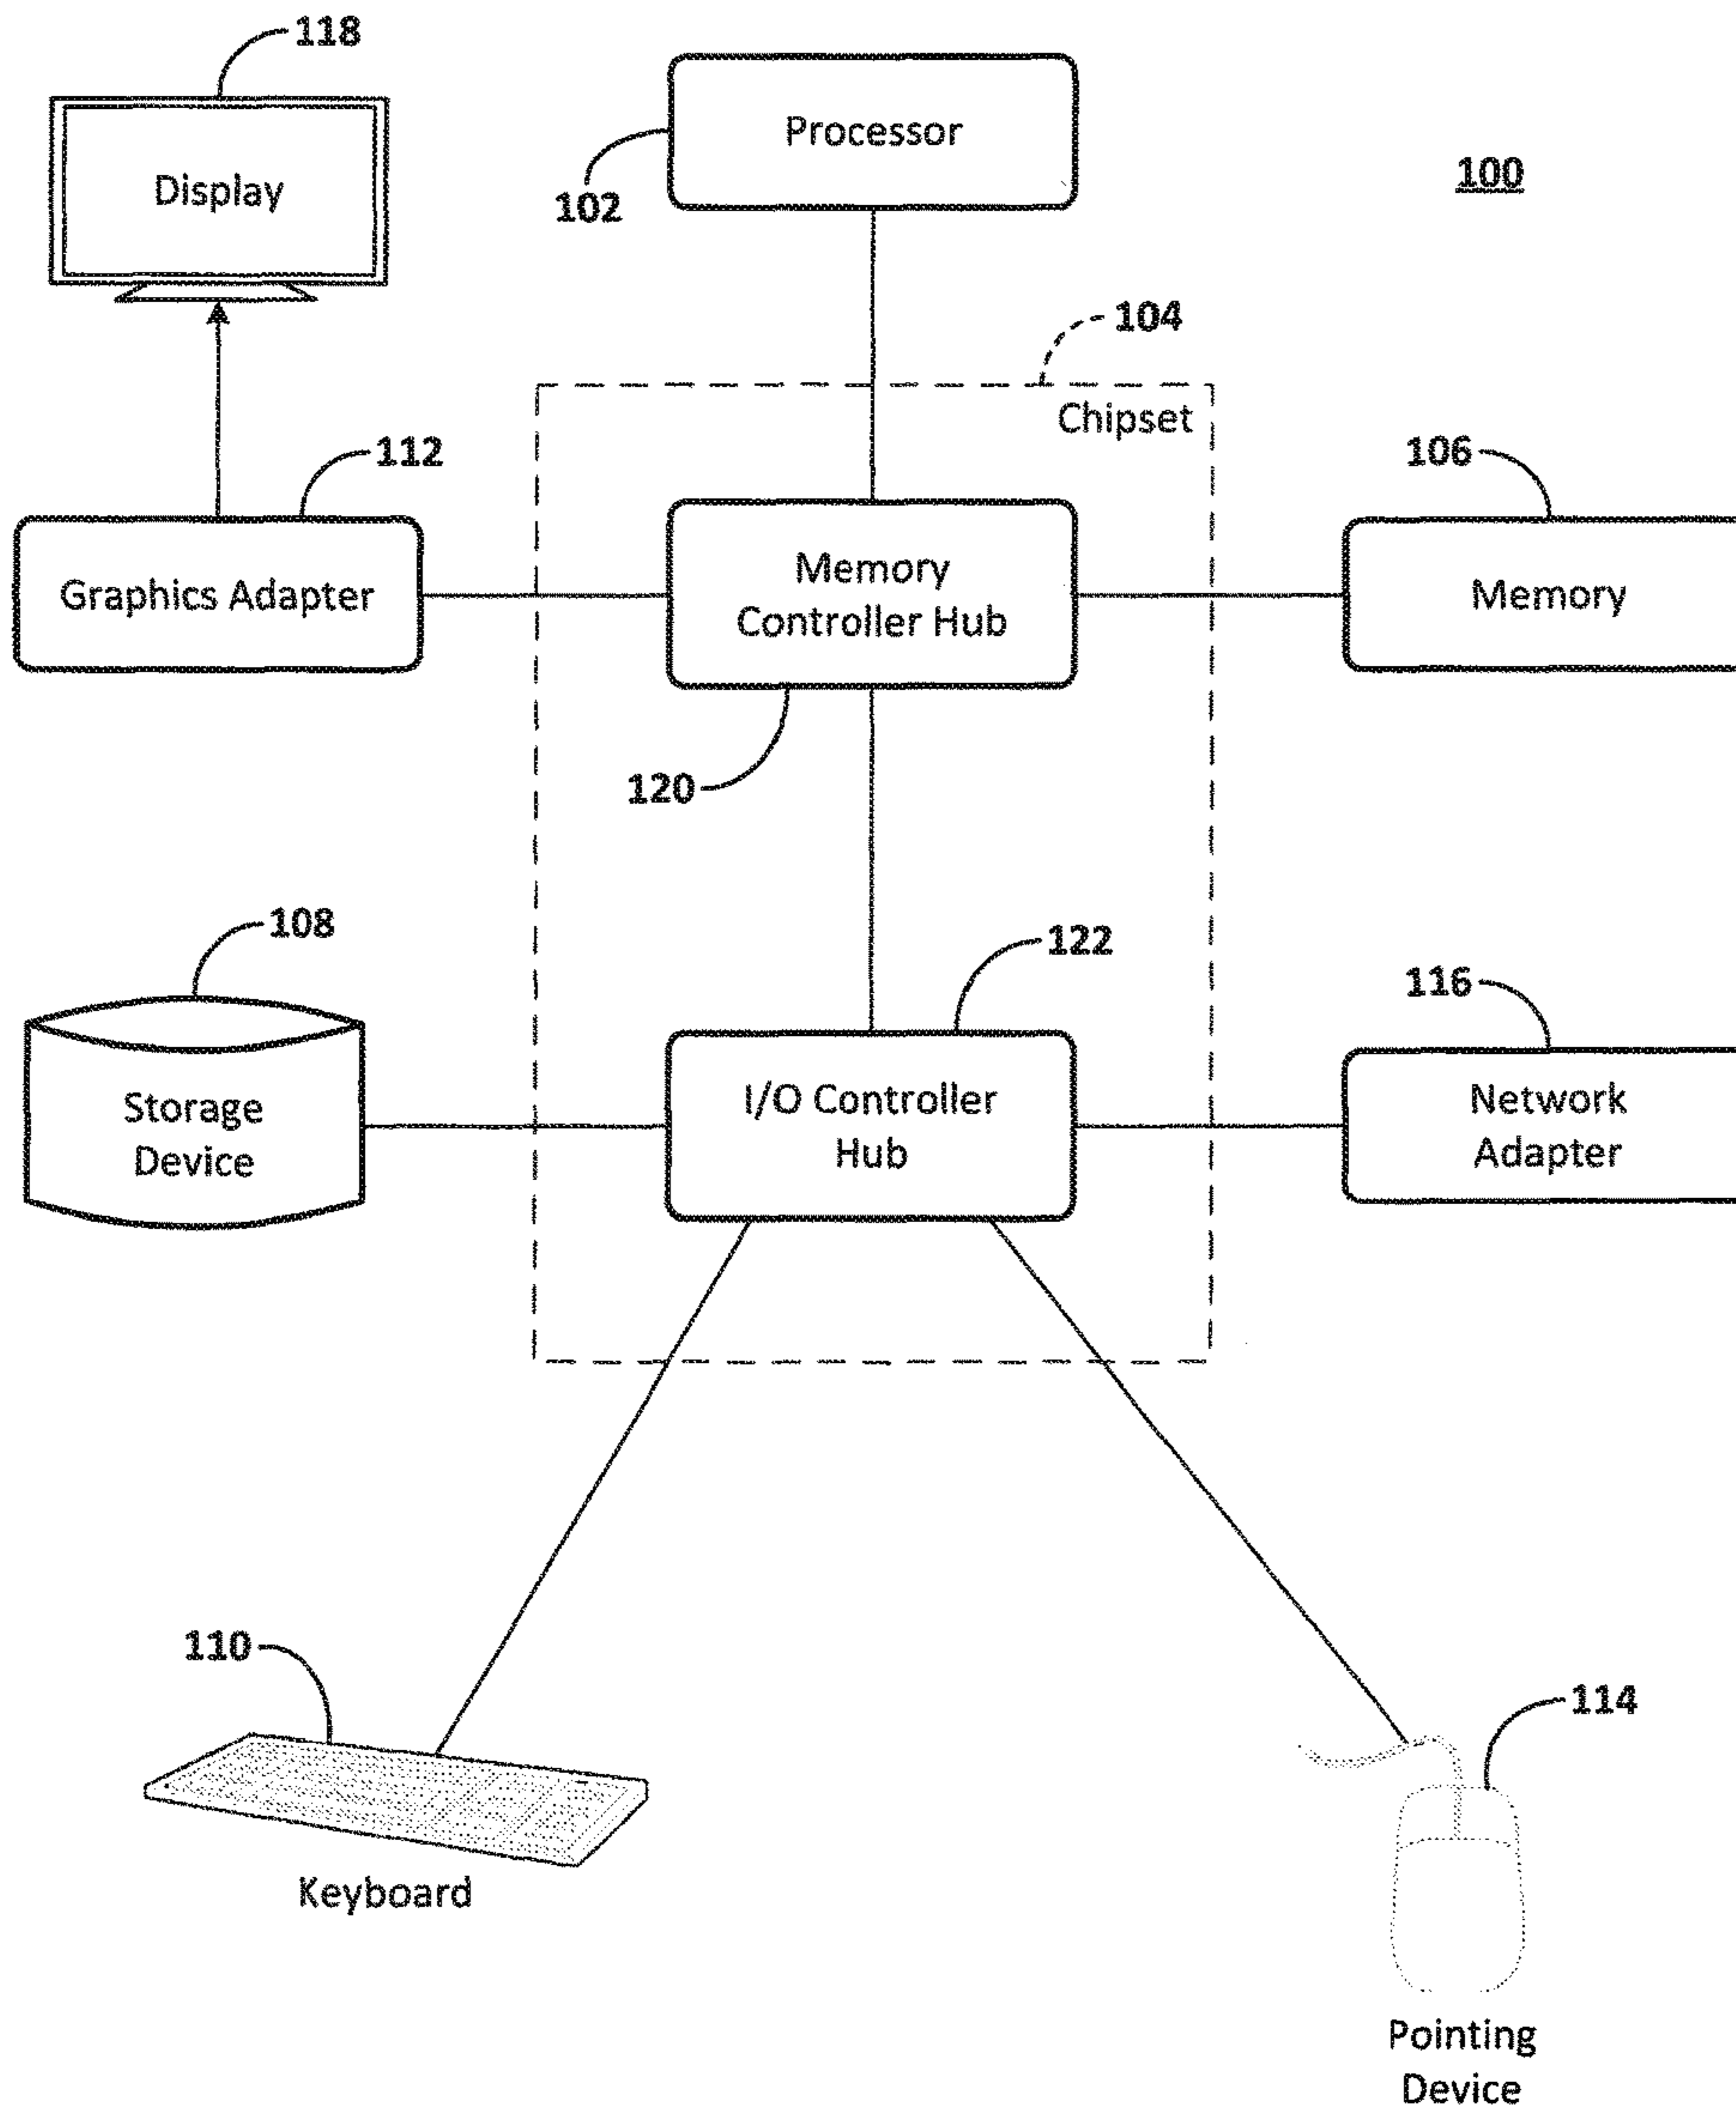 118
Processor
100
Display
102
104
Chipset
112
106
Graphics Adapter
Memory
Controller Hub
Memory
120
108
122
116
Storage
Device
I/O Controller
Hub
Network
Adapter
110
114
Keyboard
Pointing
Device